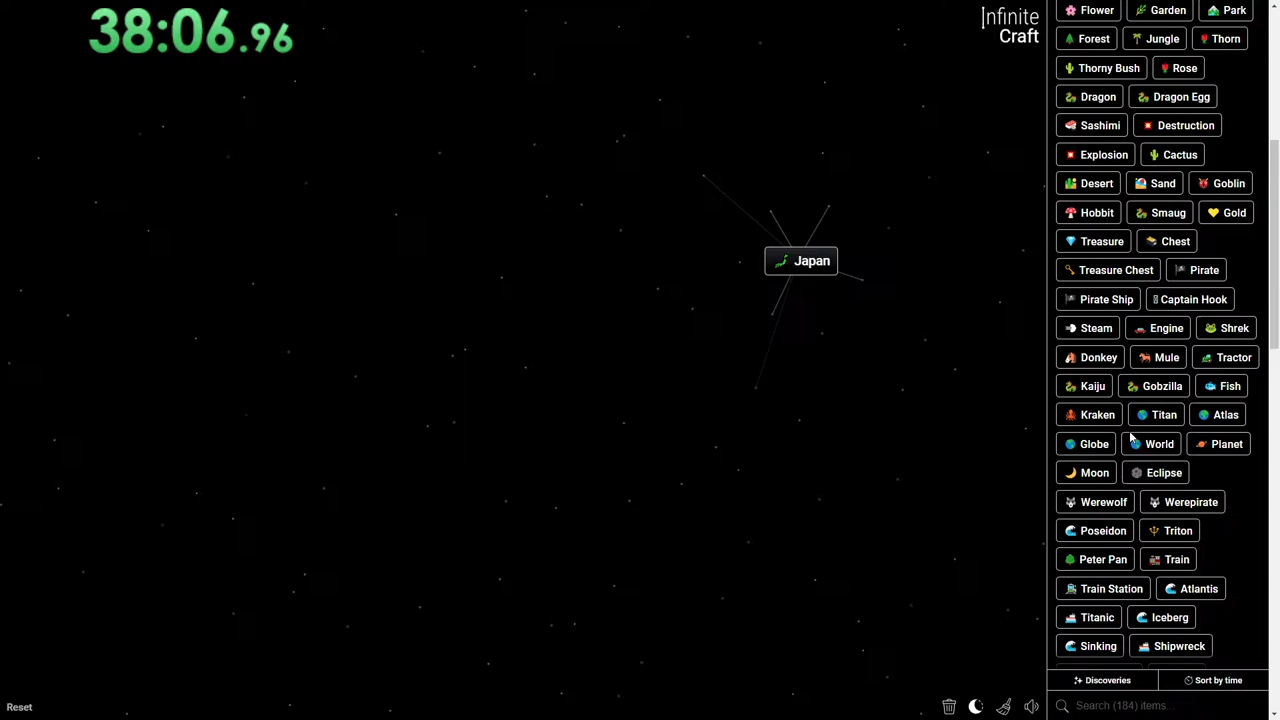 38:06.96
Infinite
Craft
Japan
Flower Garden Park
Forest Jungle Thorn
Thorny Bush Rose
Dragon Dragon Egg
Sashimi Destruction
Explosion Cactus
Desert Sand Goblin
Hobbit Smaug Gold
Treasure Chest
Treasure Chest Pirate
Pirate Ship Captain Hook
Steam Engine Shrek
Donkey Mule Tractor
Kaiju Gobzilla Fish
Kraken Titan Atlas
Globe World Planet
Moon Eclipse
Werewolf Werepirate
Poseidon Triton
Peter Pan Train
Train Station Atlantis
Titanic Iceberg
Sinking Shipwreck
Discoveries Sort by time
Reset
Search (184) items...